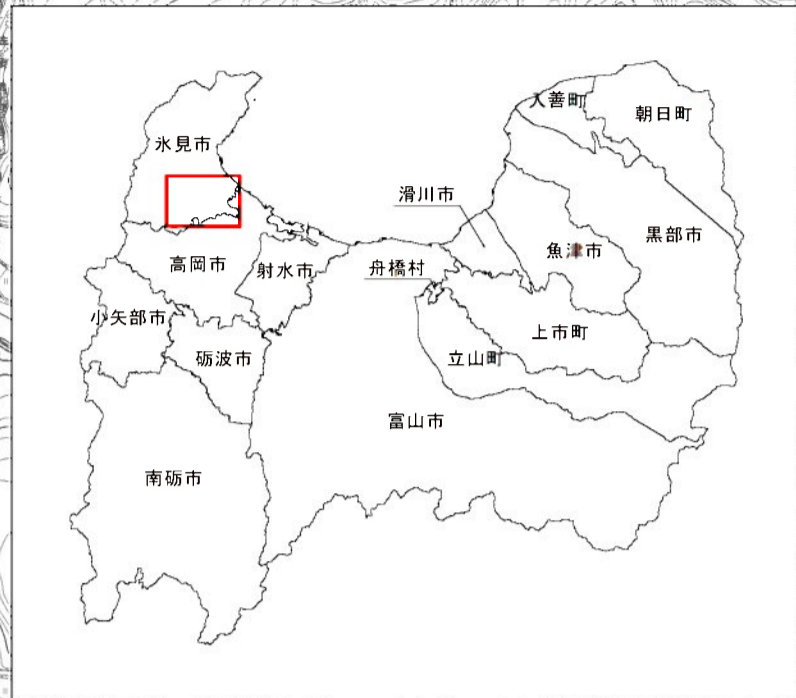 入善町
朝日町
氷見市
滑川市
黒部市
魚津市
高岡市
射水市
舟橋村
小矢部市
上市町
砺波市
立山町
富山市
南砺市